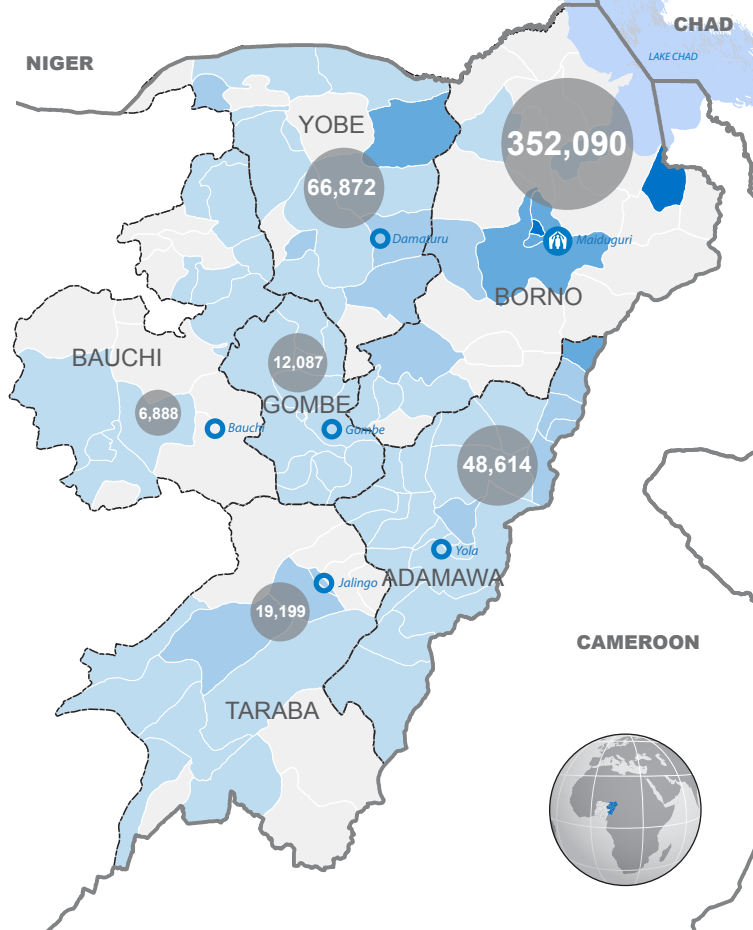 CHAD
NIGER
LAKE CHAD
YOBE
352,090
66,872
Damaturu
Maiduguri
BORNO
BAUCHI
12,087
GOMBE
6,888
Bauchi
Gombe
48,614
Yola
ADAMAWA
Jalingo
19,199
CAMEROON
TARABA